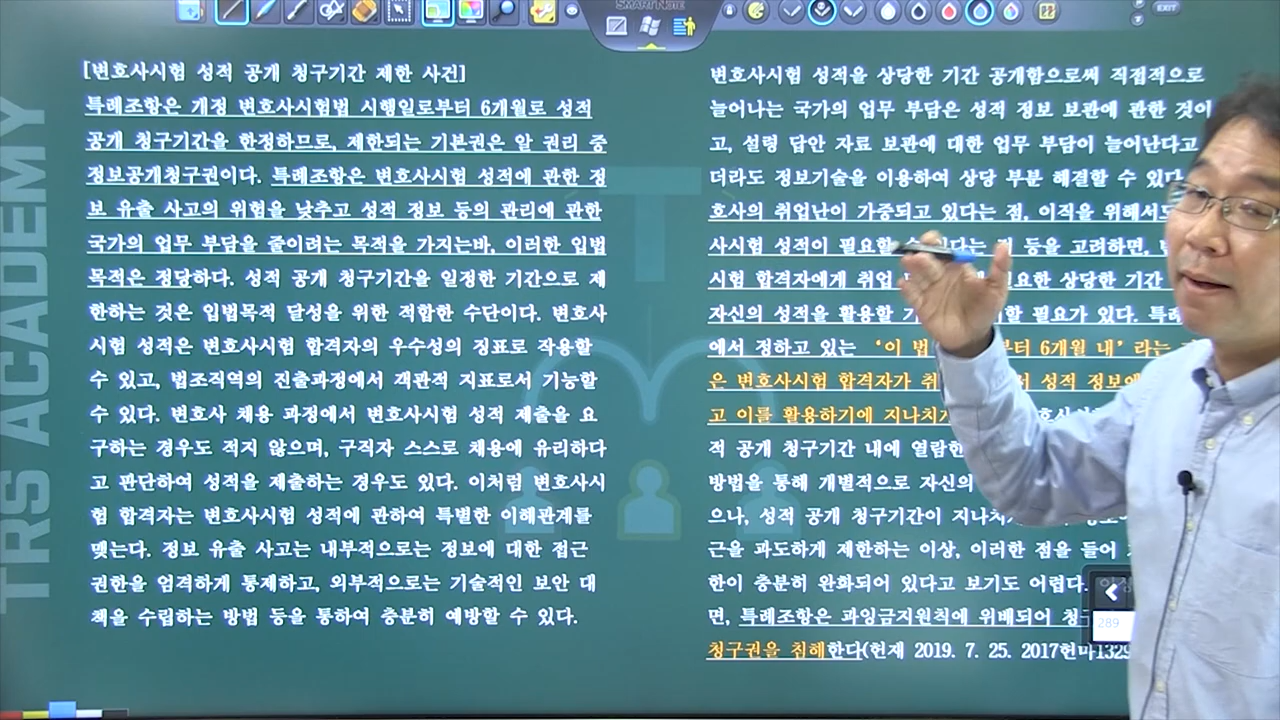 SMARTNOTE
EXIT
TRS ACADEMY
[변호사시험 성적 공개 청구기간 제한 사건]
특례조항은 개정 변호사시험법 시행일로부터 6개월로 성적
공개 청구기간을 한정하므로, 제한되는 기본권은 알 권리 중
정보공개청구권이다. 특례조항은 변호사시험 성적에 관한 정
보 유출 사고의 위험을 낮추고 성적 정보 등의 관리에 관한
국가의 업무 부담을 줄이려는 목적을 가지는바, 이러한 입법
목적은 정당하다. 성적 공개 청구기간을 일정한 기간으로 제
한하는 것은 입법목적 달성을 위한 적합한 수단이다. 변호사
시험 성적은 변호사시험 합격자의 우수성의 징표로 작용할
수 있고, 법조직역의 진출과정에서 객관적 지표로서 기능할
수 있다. 변호사 채용 과정에서 변호사시험 성적 제출을 요
구하는 경우도 적지 않으며, 구직자 스스로 채용에 유리하다
고 판단하여 성적을 제출하는 경우도 있다. 이처럼 변호사시
험 합격자는 변호사시험 성적에 관하여 특별한 이해관계를
맺는다. 정보 유출 사고는 내부적으로는 정보에 대한 접근
권한을 엄격하게 통제하고, 외부적으로는 기술적인 보안 대
책을 수립하는 방법 등을 통하여 충분히 예방할 수 있다.
변호사시험 성적을 상당한 기간 공개함으로써 직접적으로
늘어나는 국가의 업무 부담은 성적 정보 보관에 관한 것이
고, 설령 답안 자료 보관에 대한 업무 부담이 늘어난다고
더라도 정보기술을 이용하여 상당 부분 해결할 수 있다
호사의 취업난이 가중되고 있다는 점, 이직을 위해서
사시험 성적이 필요할 등을 고려하면,
시험 합격자에게 취업 상당한 기간
자신의 성적을 활용할 필요가 있다.
에서 정하고 있는 '이 법 6개월 내' 라는
은 변호사시험 합격자가 성적
고 이를 활용하기에 지나치게
적 공개 청구기간 내에 열람한
방법을 통해 개별적으로 자신의
으나, 성적 공개 청구기간이 지나치
근을 과도하게 제한하는 이상, 이러한 점을 들어
한이 충분히 완화되어 있다고 보기도 어렵다.
면, 특례조항은 과잉금지원칙에 위배되어
청구권을 침해한다(헌재 2019. 7. 25. 2017헌마1329
289